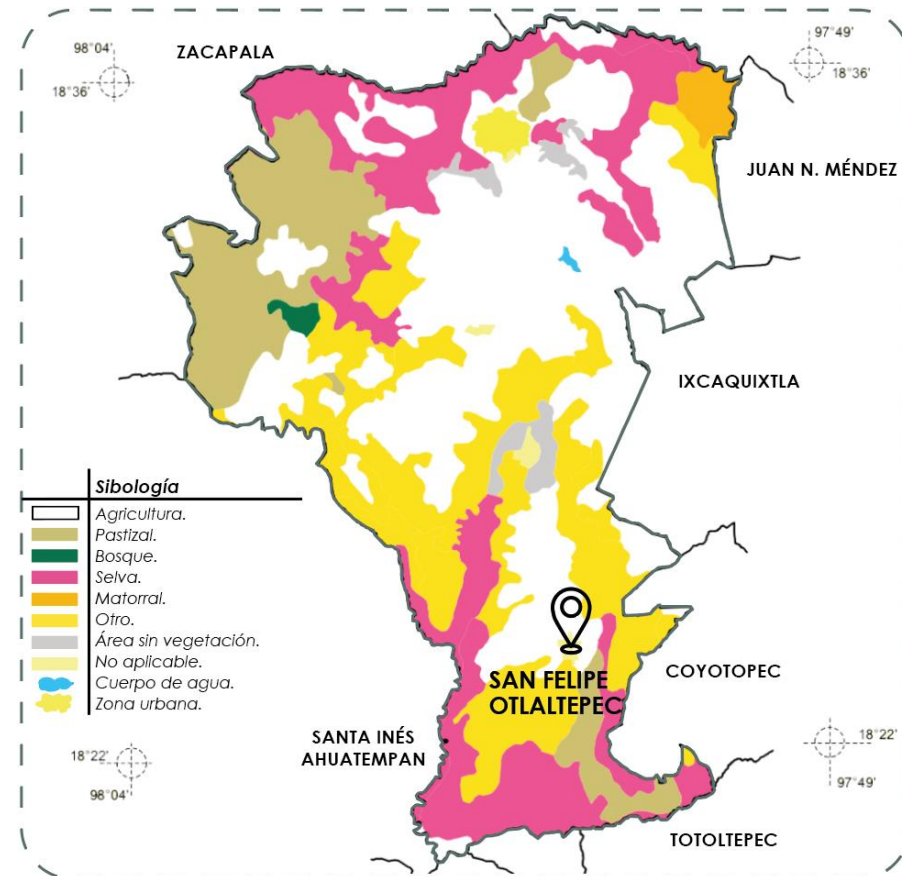 98°04'
18°36'
ZACAPALA
97°49'
18°36'
JUAN N. MÉNDEZ
IXCAQUIXTLA
Sibología
Agricultura.
Pastizal.
Bosque.
Selva.
Matorral.
Otro.
Área sin vegetación.
No aplicable.
Cuerpo de agua.
Zona urbana.
COYOTOPEC
SAN FELIPE
OTLALTEPEC
SANTA INÉS
AHUATEMPAN
18°22'
98°04'
18°22'
97°49'
TOTOLTEPEC